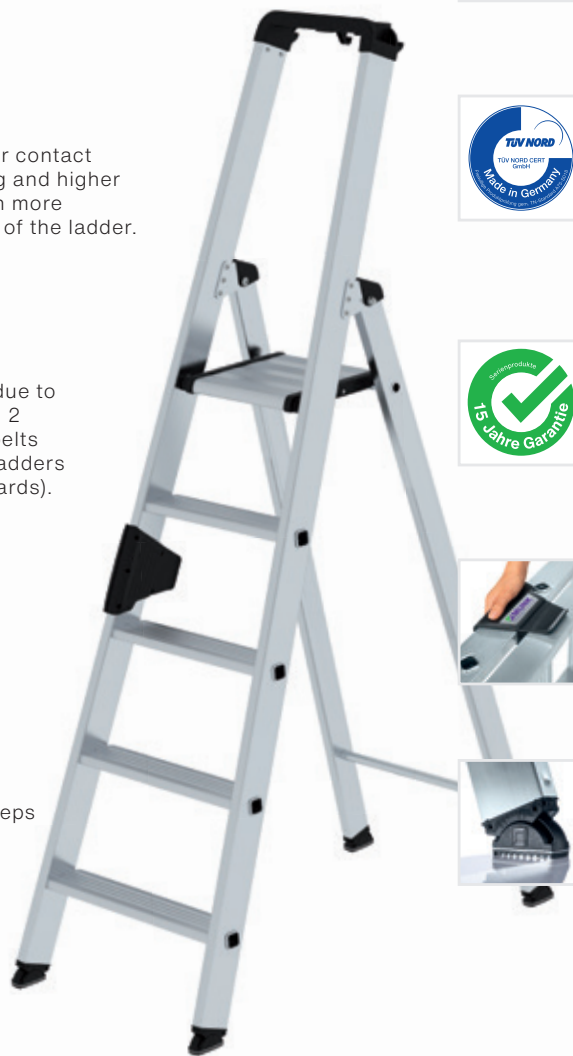 r contact
g and higher
n more
of the ladder.
due to
2
elts
adders
ards).
eps
TÜV NORD
TÜV NORD CERT
GmbH
Made in Germany
Serienprodukte
15 Jahre Garantie